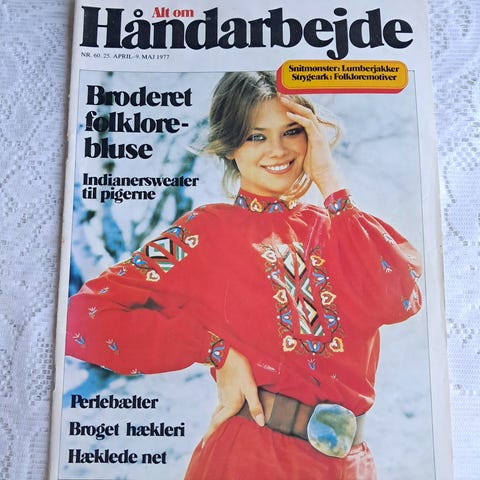 Alt om
Håndarbejde
NR. 60. 25. APRIL-9. MAJ 1977
Snitmønster: Lumberjakker
Strygeark: Folkloremotiver
Broderet
folklore-
bluse
Indianersweater
til pigerne
Perlebælter
Broget hækleri
Hæklede net